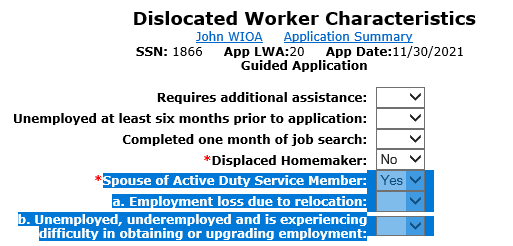 Dislocated Worker Characteristics
John WIOA Application Summary
SSN: 1866 App LWA:20 App Date:11/30/2021
Guided Application
Requires additional assistance:
Unemployed at least six months prior to application:
Completed one month of job search:
*Displaced Homemaker: No
*Spouse of Active Duty Service Member: Yes
a. Employment loss due to relocation:
b. Unemployed, underemployed and is experiencing
difficulty in obtaining or upgrading employment: